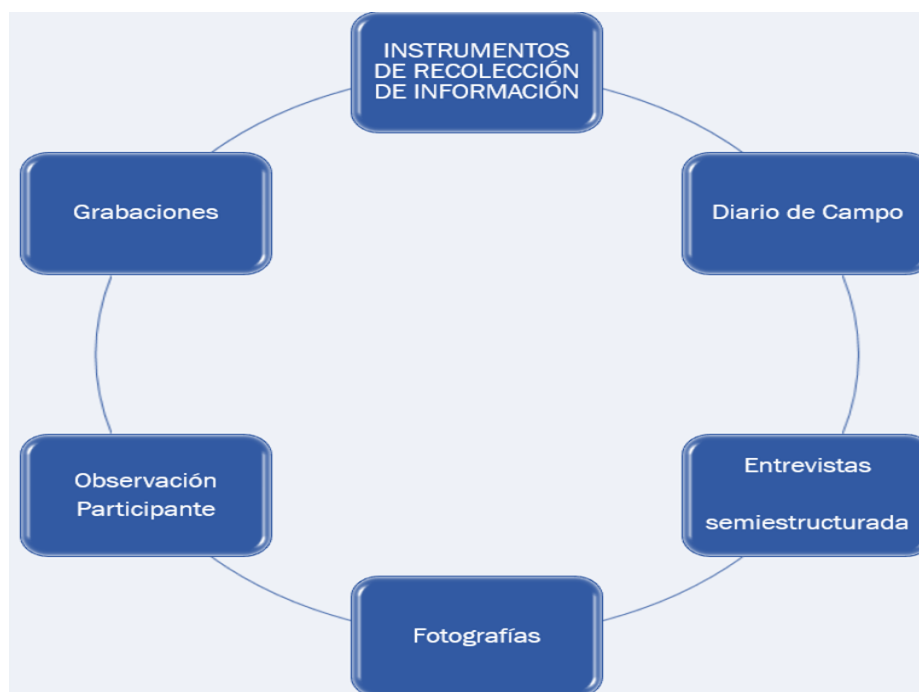 INSTRUMENTOS
DE RECOLECCIÓN
DE INFORMACIÓN
Diario de Campo
Entrevistas
semiestructurada
Fotografías
Observación
Participante
Grabaciones